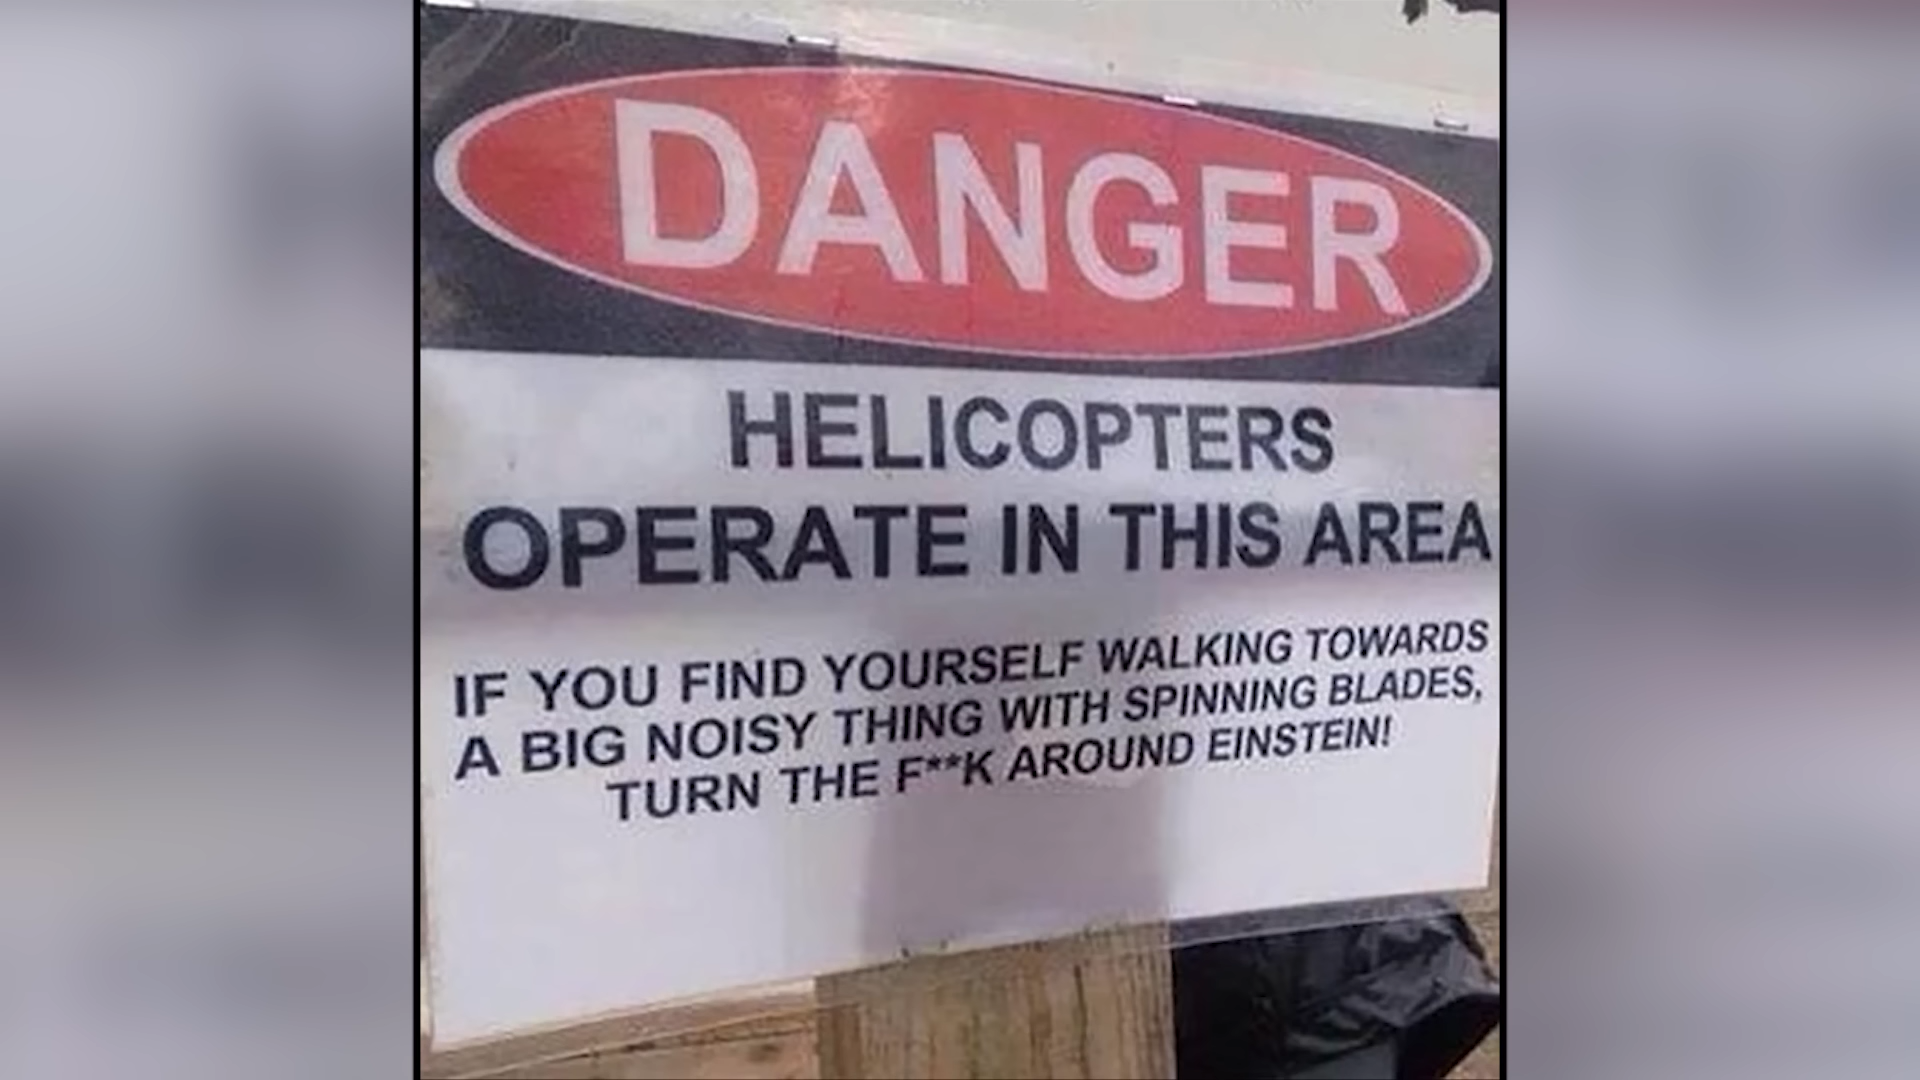 DANGER
HELICOPTERS
OPERATE IN THIS AREA
IF YOU FIND YOURSELF WALKING TOWARDS
A BIG NOISY THING WITH SPINNING BLADES,
TURN THE F**K AROUND EINSTEIN!